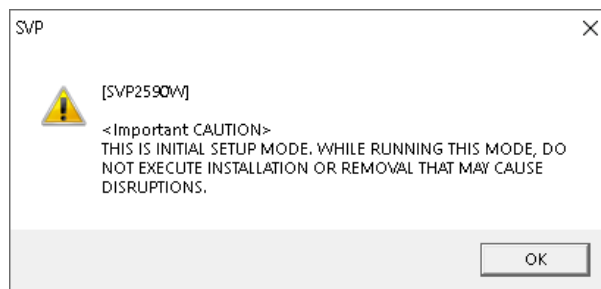 SVP
[SVP2590W]
<Important CAUTION>
THIS IS INITIAL SETUP MODE. WHILE RUNNING THIS MODE, DO
NOT EXECUTE INSTALLATION OR REMOVAL THAT MAY CAUSE
DISRUPTIONS.
OK